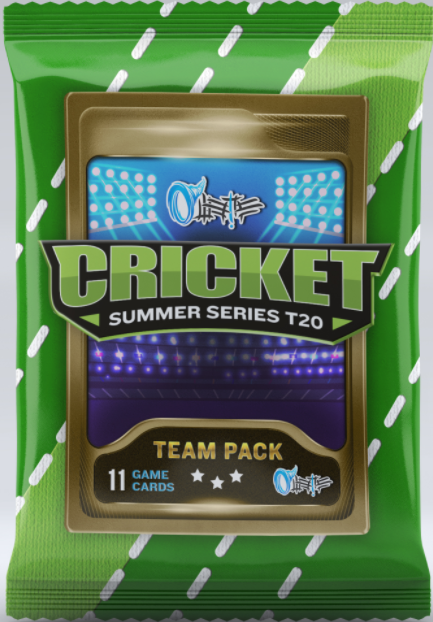 CRICKET
SUMMER SERIES T20
TEAM PACK
11 GAME
CARDS